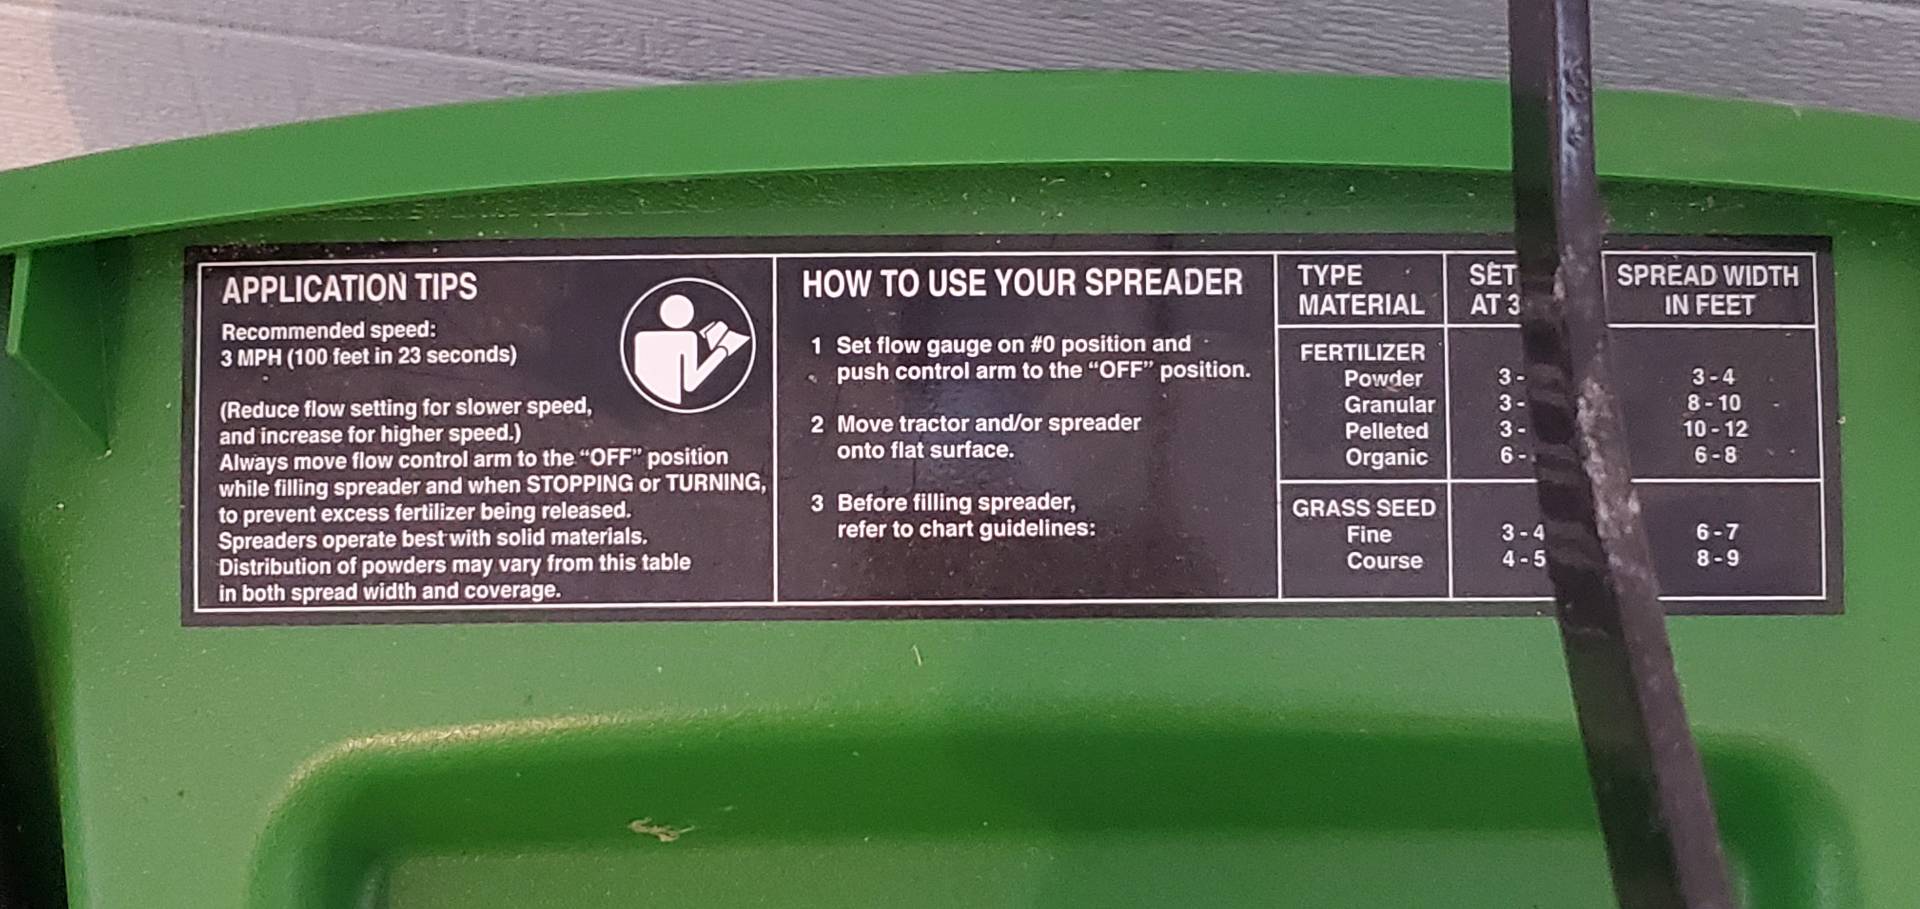 APPLICATION TIPS
Recommended speed:
3 MPH (100 feet in 23 seconds)
(Reduce flow setting for slower speed,
and increase for higher speed.)
Always move flow control arm to the “OFF” position
while filling spreader and when STOPPING or TURNING,
to prevent excess fertilizer being released.
Spreaders operate best with solid materials.
Distribution of powders may vary from this table
in both spread width and coverage.
HOW TO USE YOUR SPREADER
1 Set flow gauge on #0 position and
push control arm to the “OFF” position.
2 Move tractor and/or spreader
onto flat surface.
3 Before filling spreader,
refer to chart guidelines:
TYPE SET SPREAD WIDTH
MATERIAL AT 3 IN FEET
FERTILIZER
Powder 3 - 3 - 4
Granular 3 - 8 - 10
Pelleted 3 - 10 - 12
Organic 6 - 6 - 8
GRASS SEED
Fine 3 - 4 6 - 7
Course 4 - 5 8 - 9